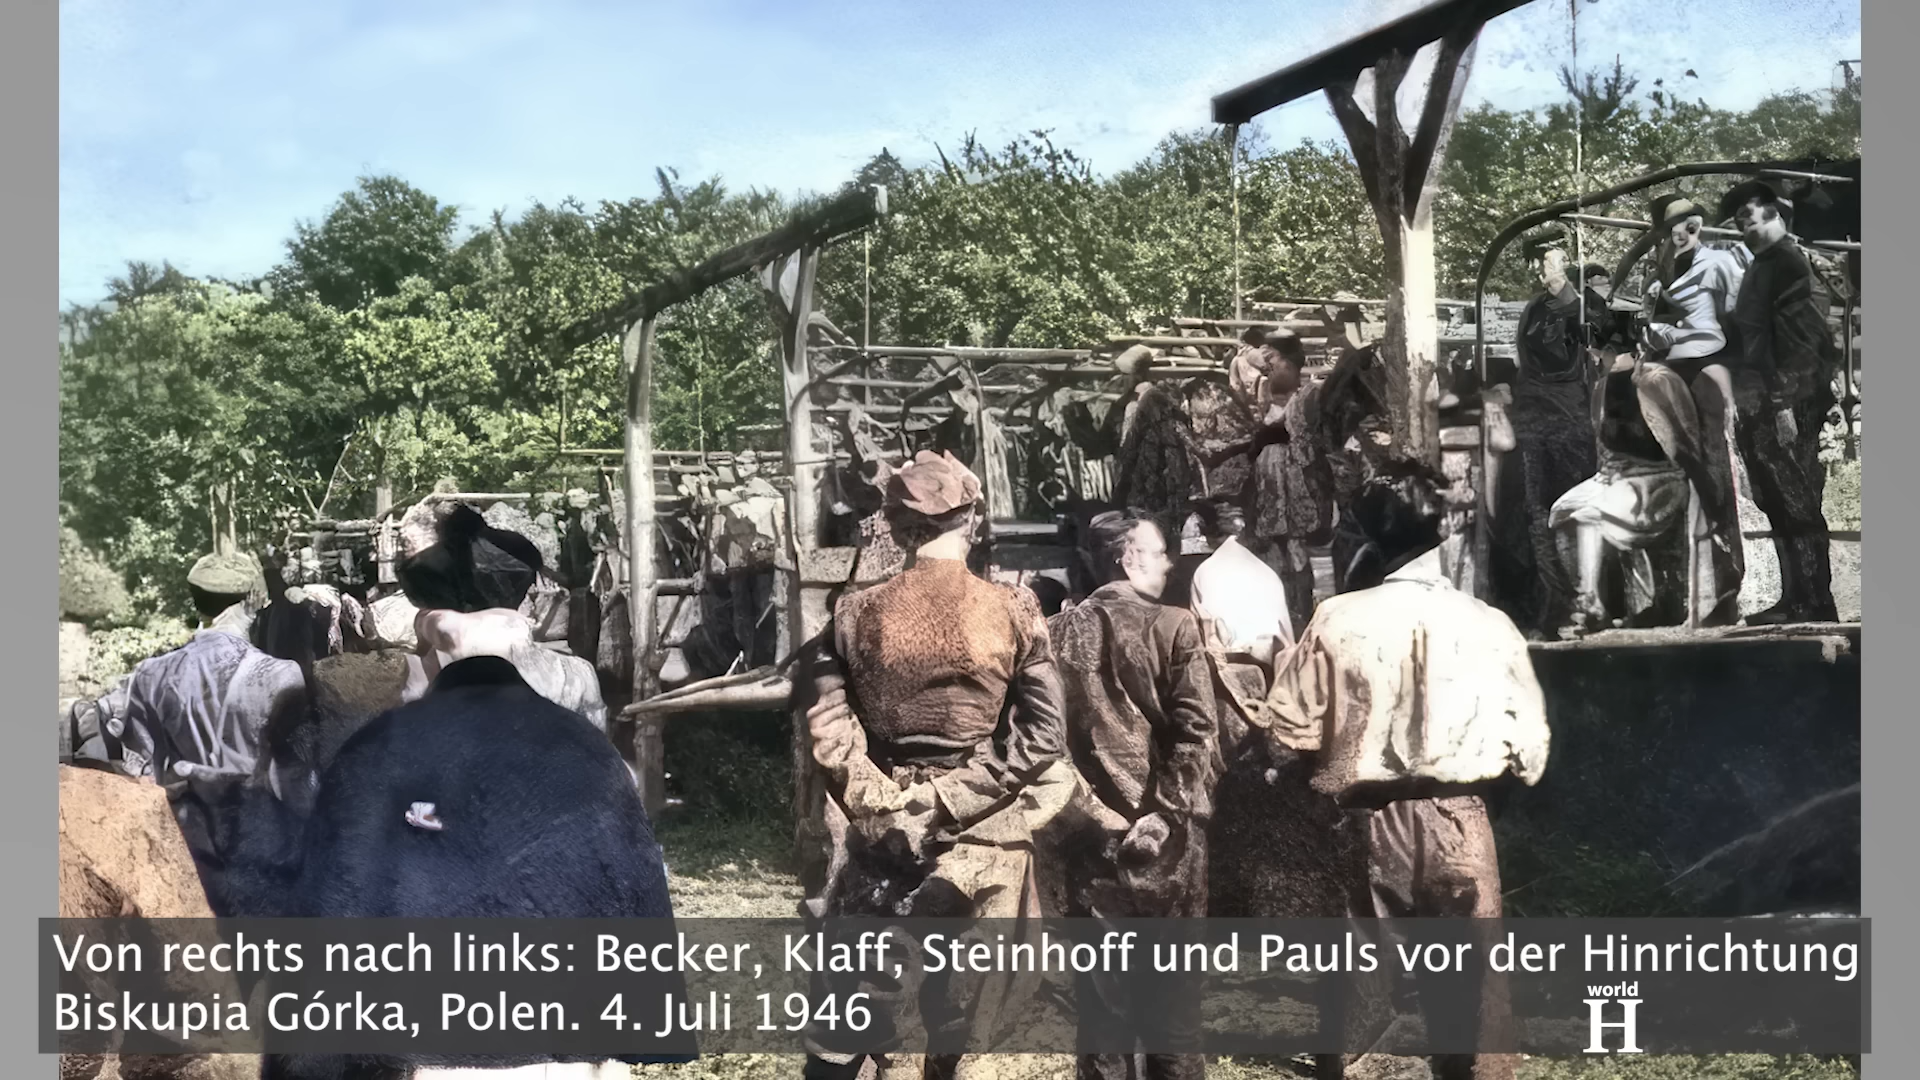 Von rechts nach links: Becker, Klaff, Steinhoff und Pauls vor der Hinrichtung
Biskupia Górka, Polen. 4. Juli 1946
world
H